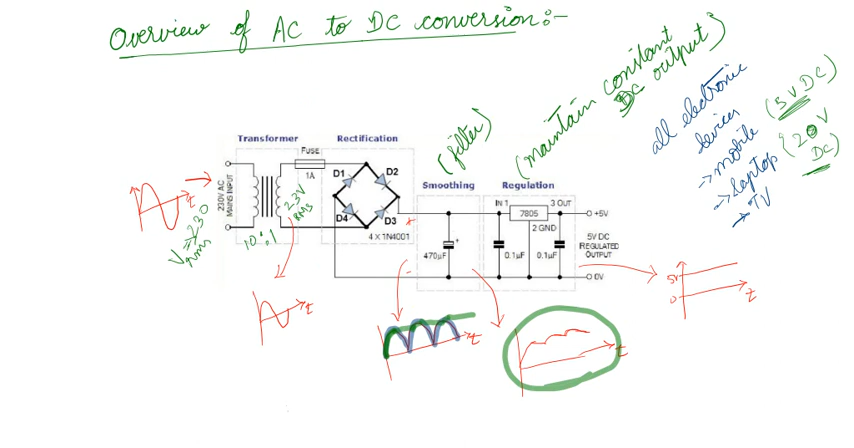 Overview of AC to DC conversion:-
(maintain constant
DC output)
all electronic
devices
→ mobile
→ laptop
→ TV
(5V DC)
(20V
DC)
(filter)
Transformer
Rectification
FUSE
1A
D1
D2
D3
D4
4 X 1N4001
Smoothing
Regulation
230V AC
MAINS INPUT
10:1
23V
RMS
Vrms = 230
t
470µF
+
IN 1
7805
3 OUT
2 GND
0.1µF
0.1µF
+5V
5V DC
REGULATED
OUTPUT
0V
t
t
t
5V
0
t